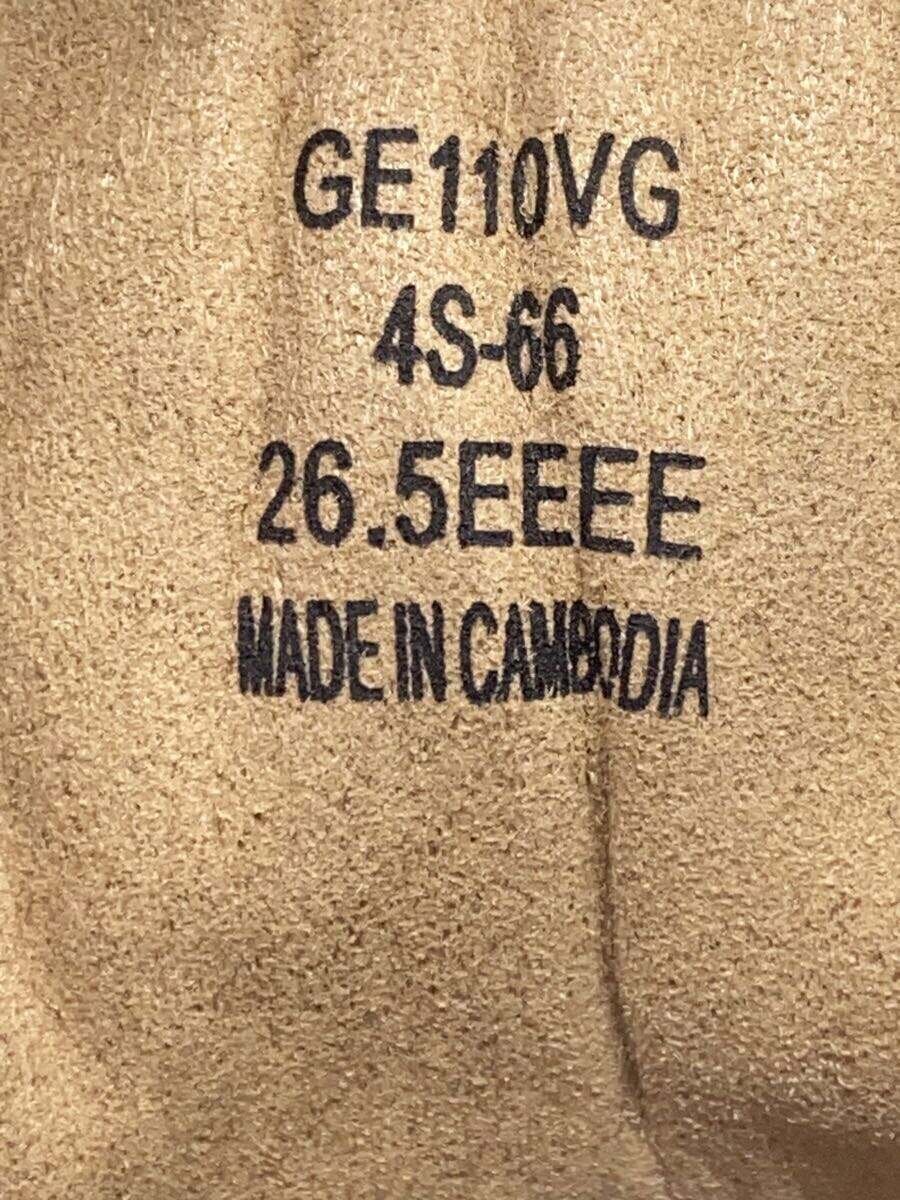 GE110VG
4S-66
26.5EEEE
MADE IN CAMBODIA